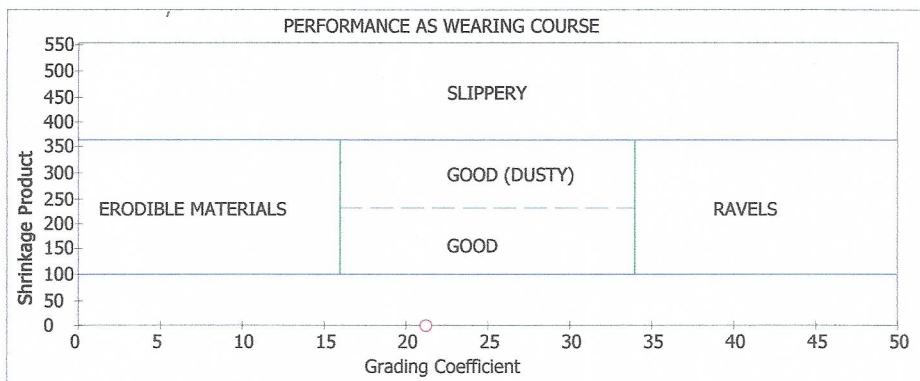 PERFORMANCE AS WEARING COURSE
550
500
450
400
350
300
250
200
150
100
50
0
Shrinkage Product
SLIPPERY
GOOD (DUSTY)
ERODIBLE MATERIALS
RAVELS
GOOD
0 5 10 15 20 25 30 35 40 45 50
Grading Coefficient